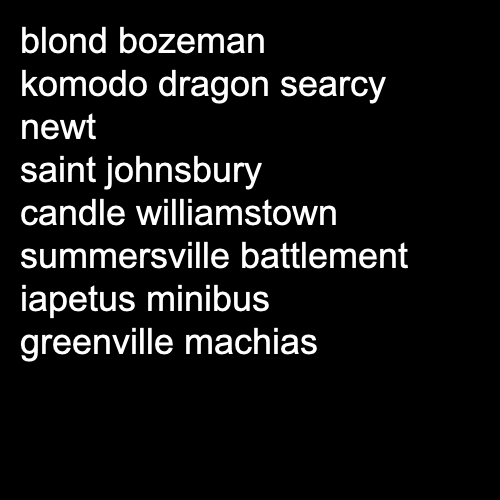 blond bozeman
komodo dragon searcy
newt
saint johnsbury
candle williamstown
summersville battlement
iapetus minibus
greenville machias